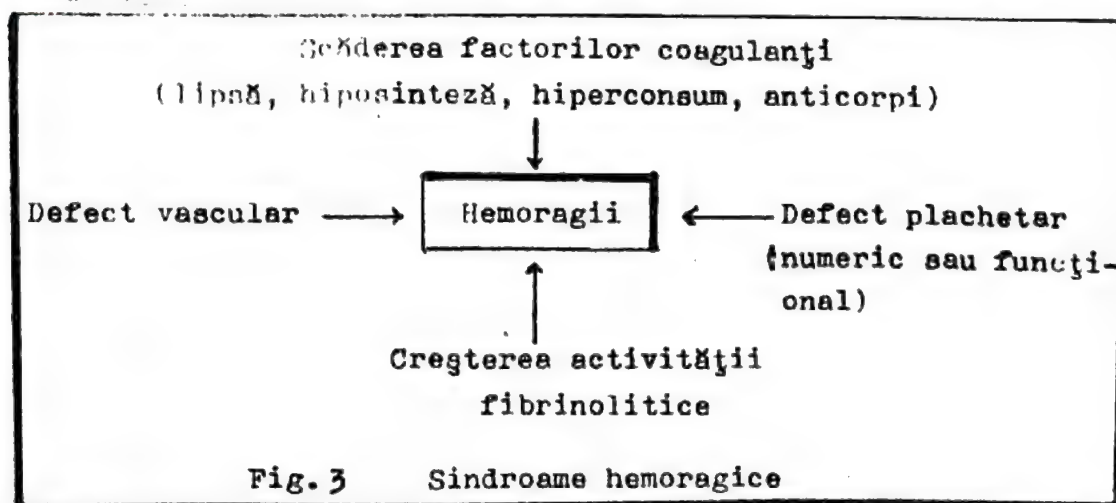 Scăderea factorilor coagulanţi
(lipsă, hiposinteză, hiperconsum, anticorpi)
Defect vascular
Hemoragii
Defect plachetar
(numeric sau funcţi-
onal)
Creşterea activităţii
fibrinolitice
Fig. 3 Sindroame hemoragice